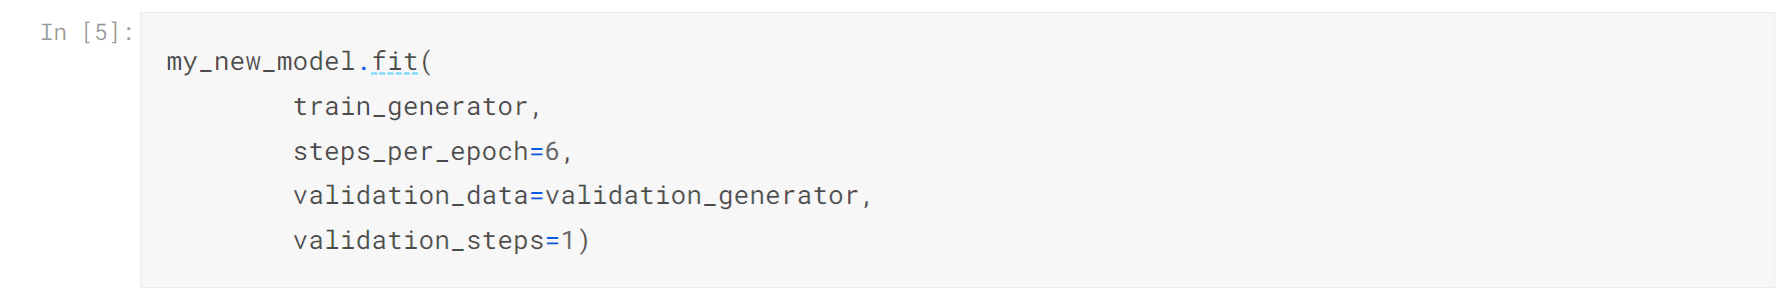 In [5]:
my_new_model.fit(
train_generator,
steps_per_epoch=6,
validation_data=validation_generator,
validation_steps=1)